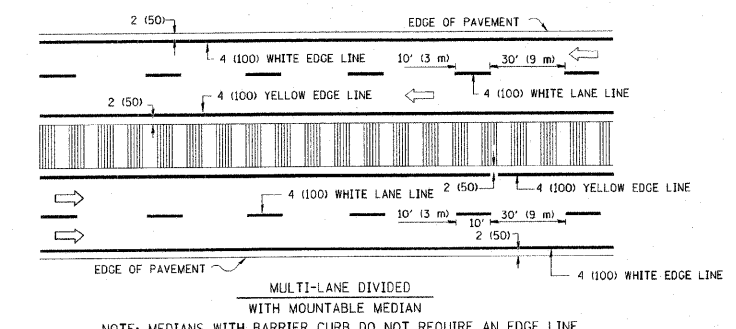 2 (50)
EDGE OF PAVEMENT
4 (100) WHITE EDGE LINE
10' (3 m)
30' (9 m)
4 (100) YELLOW EDGE LINE
4 (100) WHITE LANE LINE
2 (50)
4 (100) WHITE LANE LINE
2 (50)
4 (100) YELLOW EDGE LINE
10' (3 m)
30' (9 m)
10'
2 (50)
EDGE OF PAVEMENT
4 (100) WHITE EDGE LINE
MULTI-LANE DIVIDED
WITH MOUNTABLE MEDIAN
NOTE: MEDIANS WITH BARRIER CURB DO NOT REQUIRE AN EDGE LINE